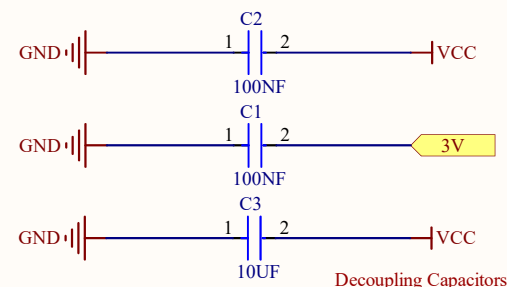 C2
GND 1 2 VCC
100NF
C1
GND 1 2 3V
100NF
C3
GND 1 2 VCC
10UF
Decoupling Capacitors